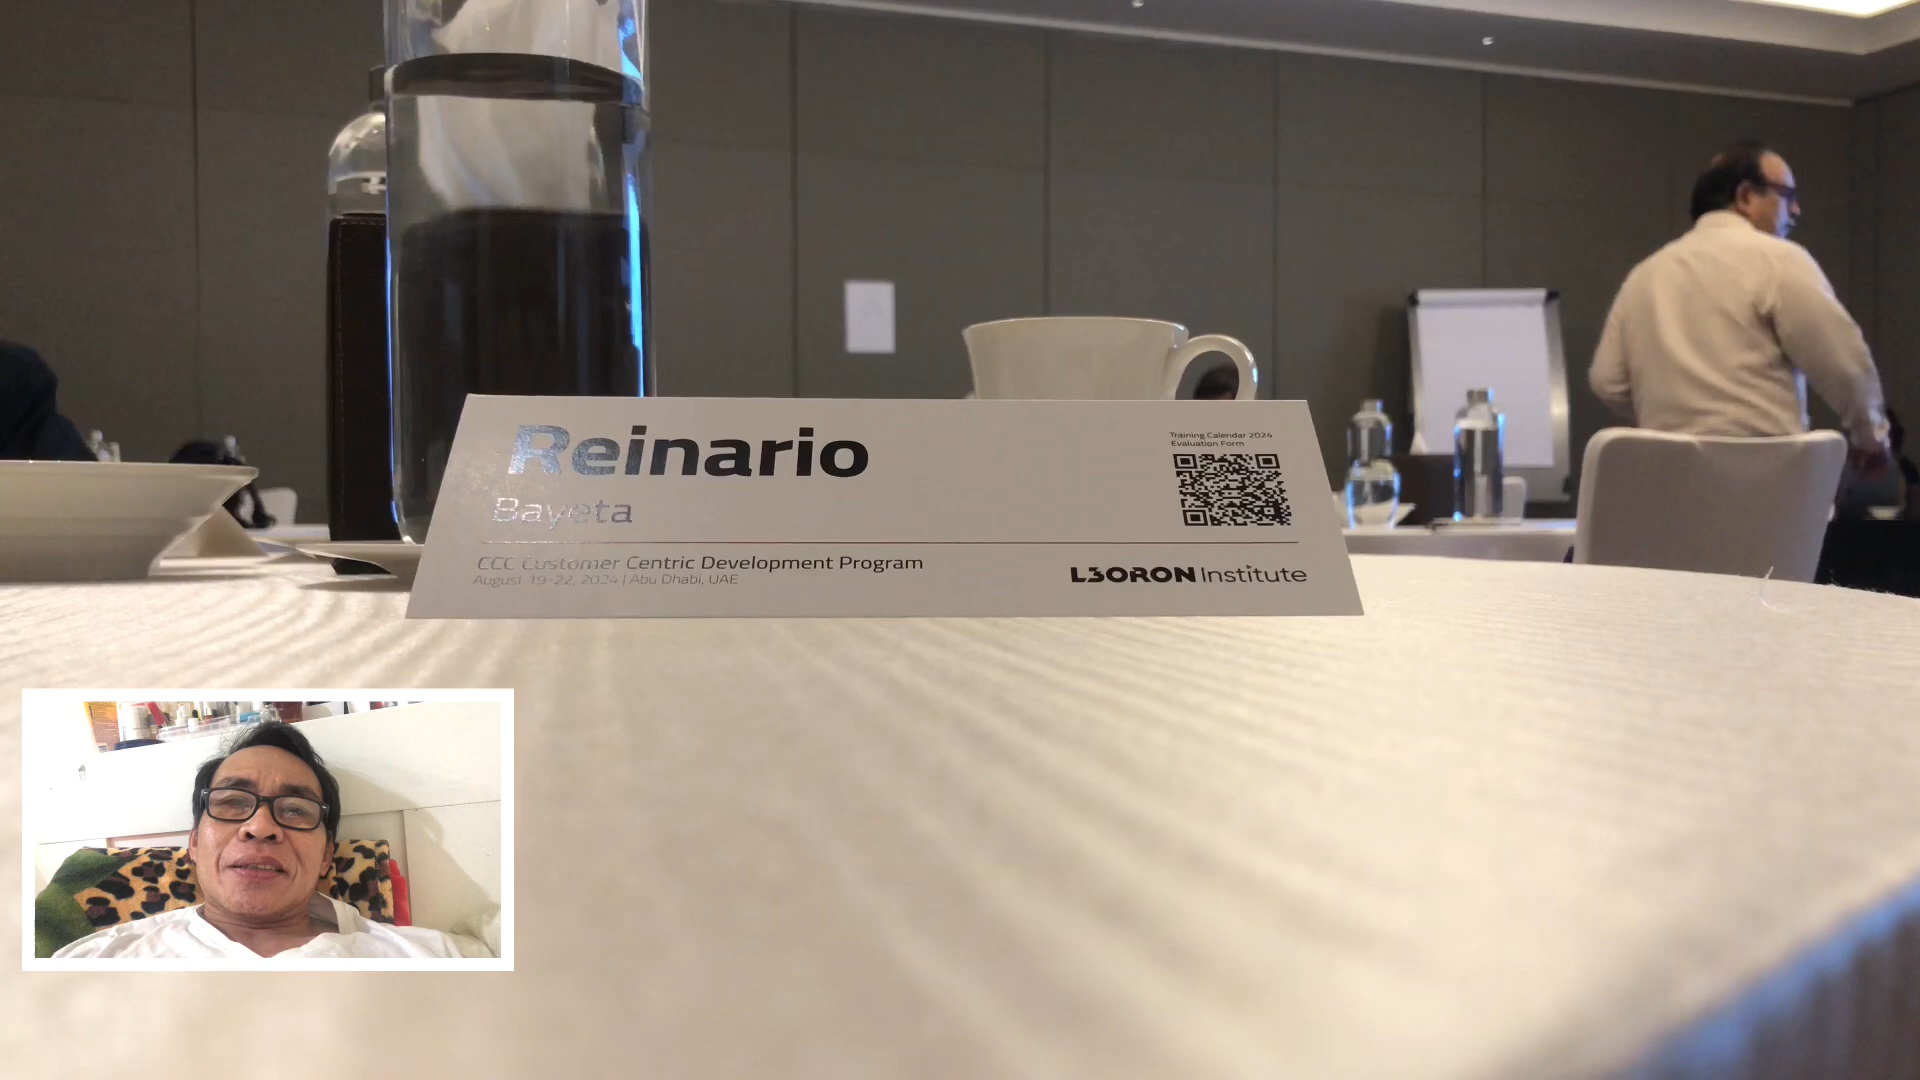 Reinario
Bayeta
CCC Customer Centric Development Program
August 19-22, 2024 | Abu Dhabi, UAE
Training Calendar 2024
Evaluation Form
L3ORON Institute